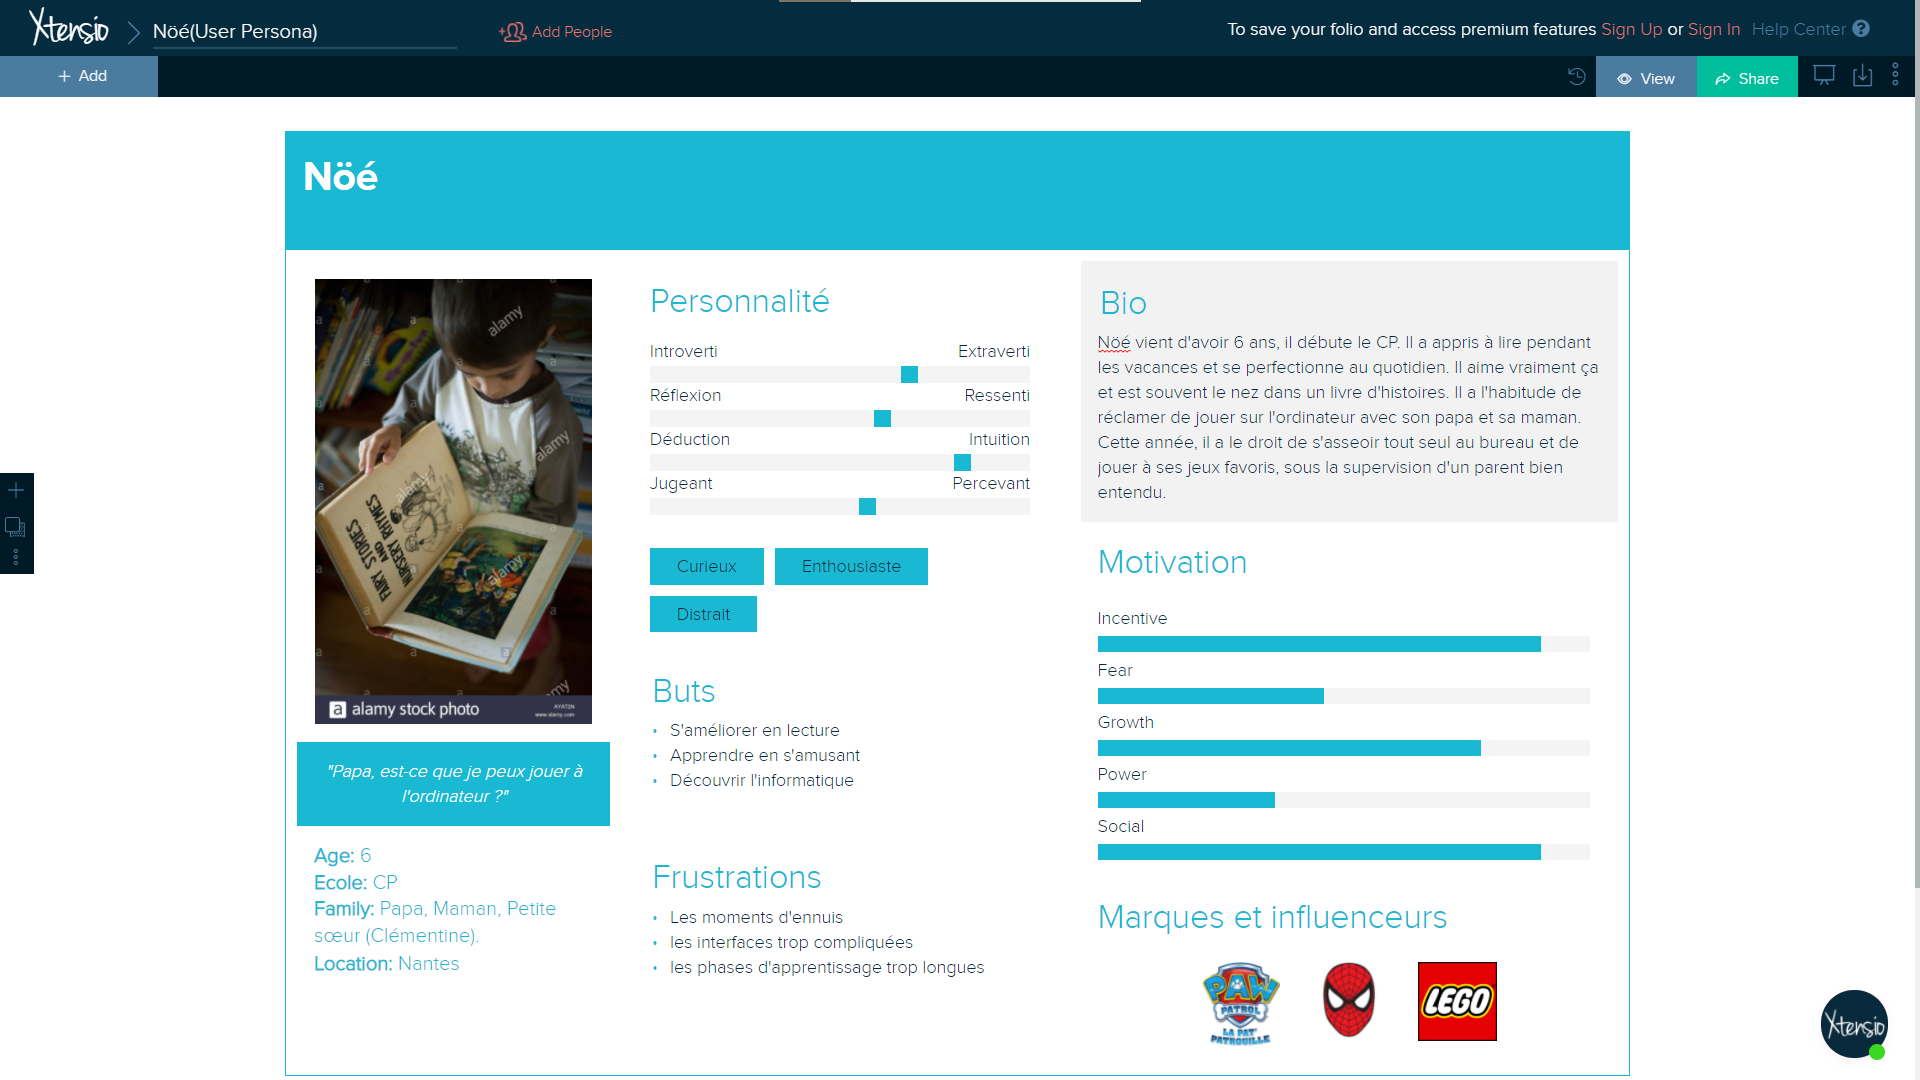 Xtensio
Nöé(User Persona)
Add People
To save your folio and access premium features Sign Up or Sign In Help Center ?
+ Add
View
Share
Nöé
alamy
a
alamy
alamy
FAIRY STORIES
AND
NURSERY RHYMES
alamy
a alamy stock photo
AYAT2N
www.alamy.com
"Papa, est-ce que je peux jouer à
l'ordinateur ?"
Age: 6
Ecole: CP
Family: Papa, Maman, Petite
sœur (Clémentine).
Location: Nantes
Personnalité
Introverti Extraverti
Réflexion Ressenti
Déduction Intuition
Jugeant Percevant
Curieux Enthousiaste
Distrait
Buts
• S'améliorer en lecture
• Apprendre en s'amusant
• Découvrir l'informatique
Frustrations
• Les moments d'ennuis
• les interfaces trop compliquées
• les phases d'apprentissage trop longues
Bio
Nöé vient d'avoir 6 ans, il débute le CP. Il a appris à lire pendant
les vacances et se perfectionne au quotidien. Il aime vraiment ça
et est souvent le nez dans un livre d'histoires. Il a l'habitude de
réclamer de jouer sur l'ordinateur avec son papa et sa maman.
Cette année, il a le droit de s'asseoir tout seul au bureau et de
jouer à ses jeux favoris, sous la supervision d'un parent bien
entendu.
Motivation
Incentive
Fear
Growth
Power
Social
Marques et influenceurs
PAW
PATROL
LA PAT'
PATROUILLE
LEGO
Xtensio